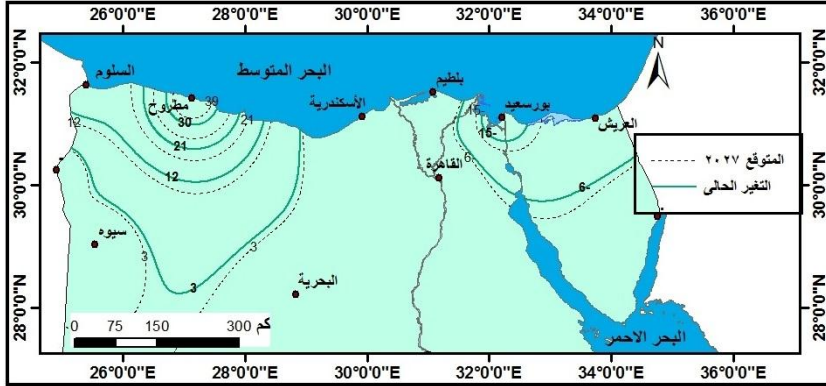 26°0'0"E 28°0'0"E 30°0'0"E 32°0'0"E 34°0'0"E 36°0'0"E
32°0'0"N
30°0'0"N
28°0'0"N
N
البحر المتوسط
السلوم
مطروح
الأسكندرية
بلطيم
بورسعيد
العريش
القاهرة
سيوه
البحرية
البحر الاحمر
39
30
21
21
12
12
3
3
3
15
15-
6
6-
المتوقع ٢٠٢٧
التغير الحالى
0 75 150 300 كم
32°0'0"N
30°0'0"N
28°0'0"N
26°0'0"E 28°0'0"E 30°0'0"E 32°0'0"E 34°0'0"E 36°0'0"E